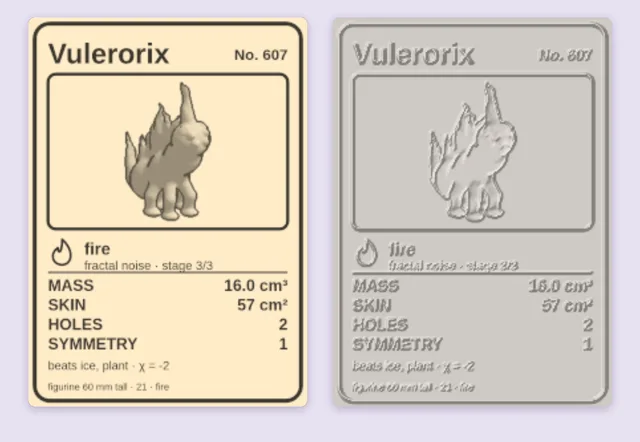 Vulerorix No. 607
fire
fractal noise · stage 3/3
MASS 16.0 cm³
SKIN 57 cm²
HOLES 2
SYMMETRY 1
beats ice, plant · χ = -2
figurine 60 mm tall · 21 · fire
Vulerorix No. 607
fire
fractal noise · stage 3/3
MASS 16.0 cm³
SKIN 57 cm²
HOLES 2
SYMMETRY 1
beats ice, plant · χ = -2
figurine 60 mm tall · 21 · fire